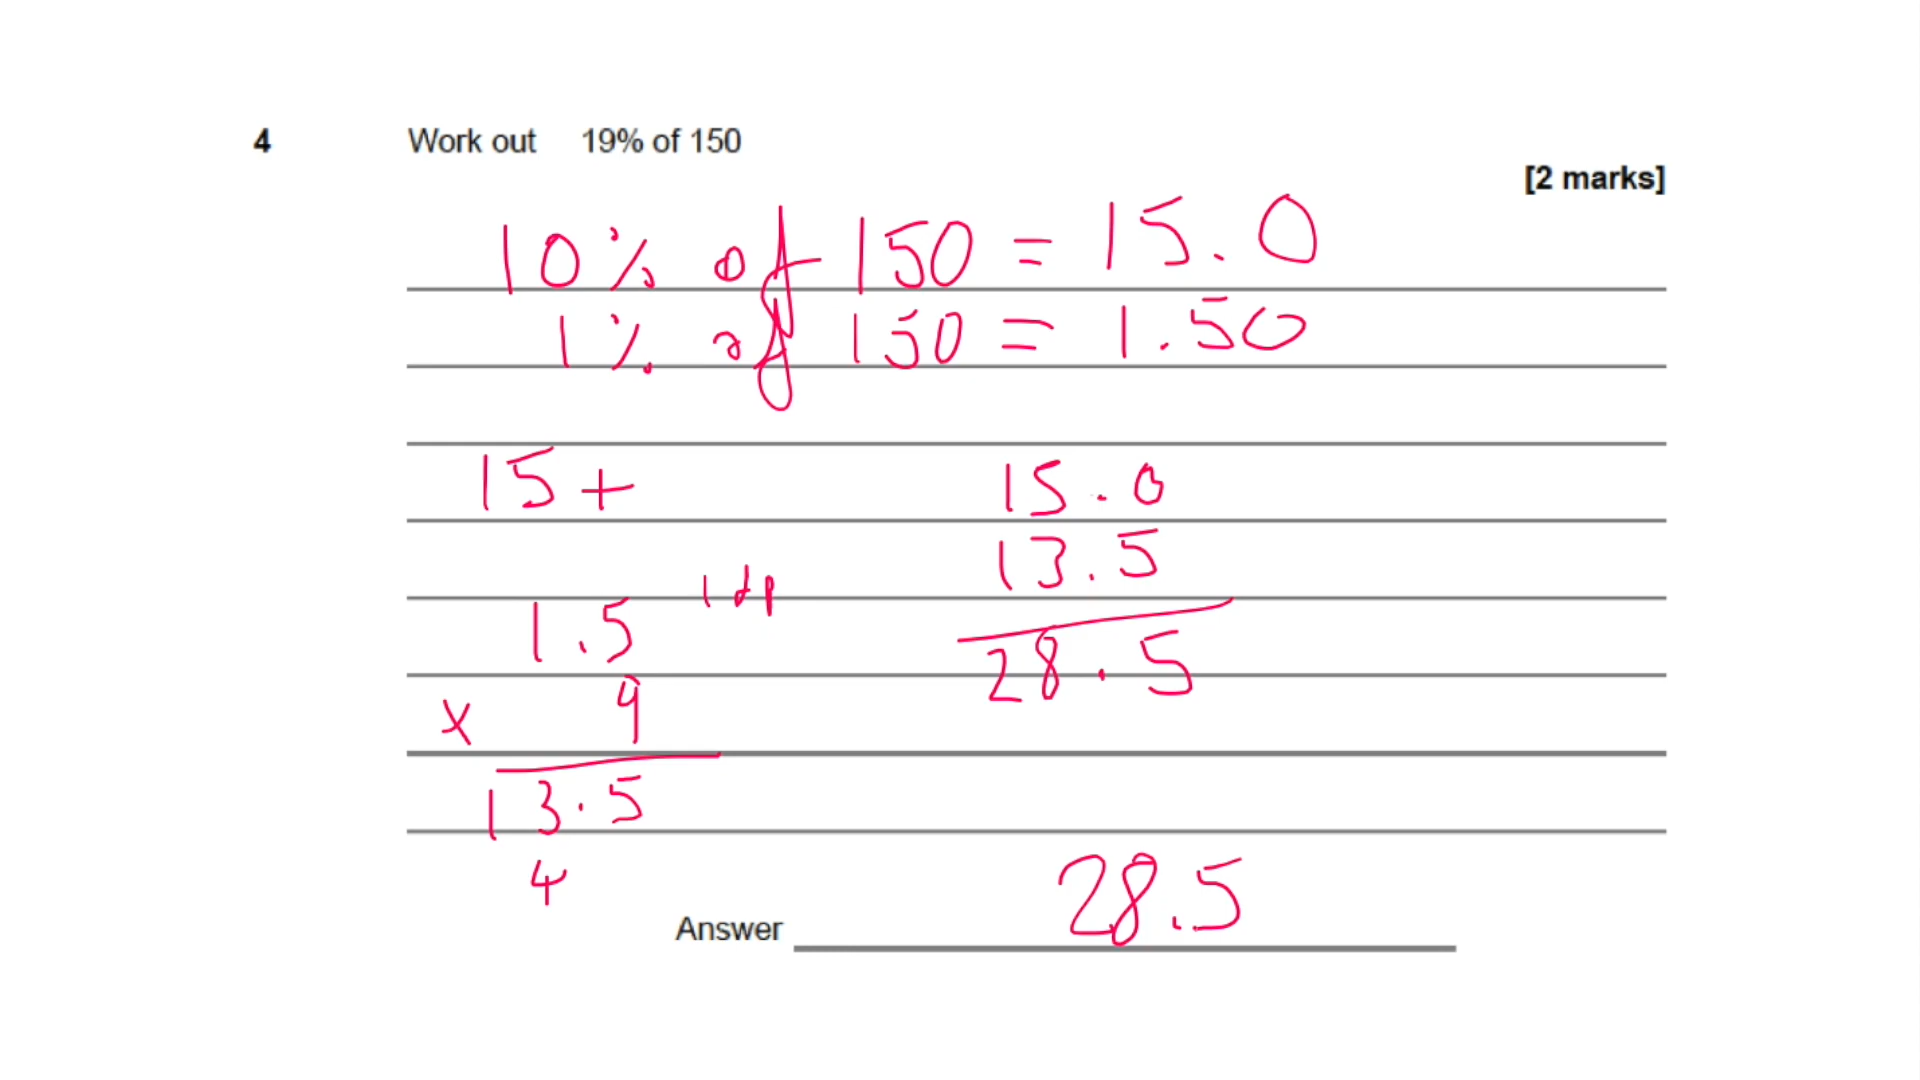 4 Work out 19% of 150
[2 marks]
10% of 150 = 15.0
1% of 150 = 1.50
15 +
1.5 1dp
x 9
13.5
4
15.0
13.5
28.5
Answer 28.5